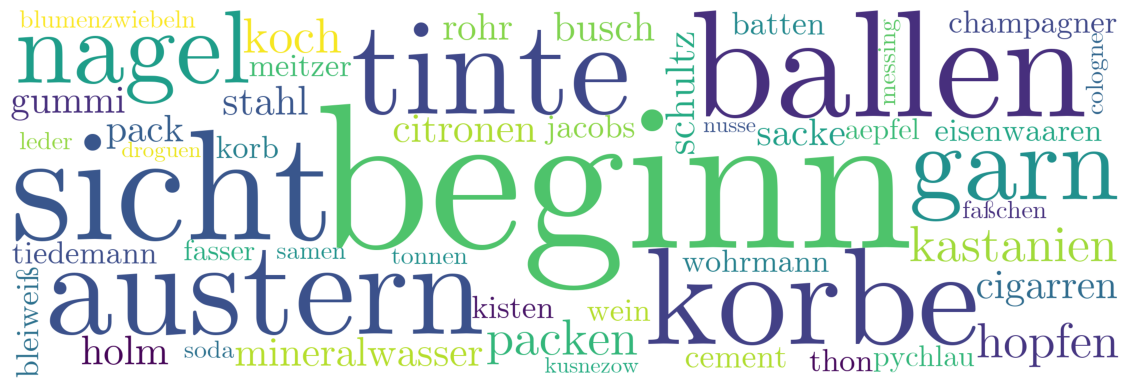 blumenzwiebeln
nagel
koch
meitzer
tinte
rohr
busch
schultz
ballen
batten
messing
champagner
cologne
gummi
stahl
leder
pack
droguen
korb
citronen
jacobs
nusse
sacke
aepfel
eisenwaaren
sicht
beginn
garn
faßchen
tiedemann
fasser
samen
tonnen
wohrmann
kastanien
bleiweiß
austern
kisten
wein
korbe
cigarren
holm
soda
mineralwasser
packen
kusnezow
cement
thon
pychlau
hopfen